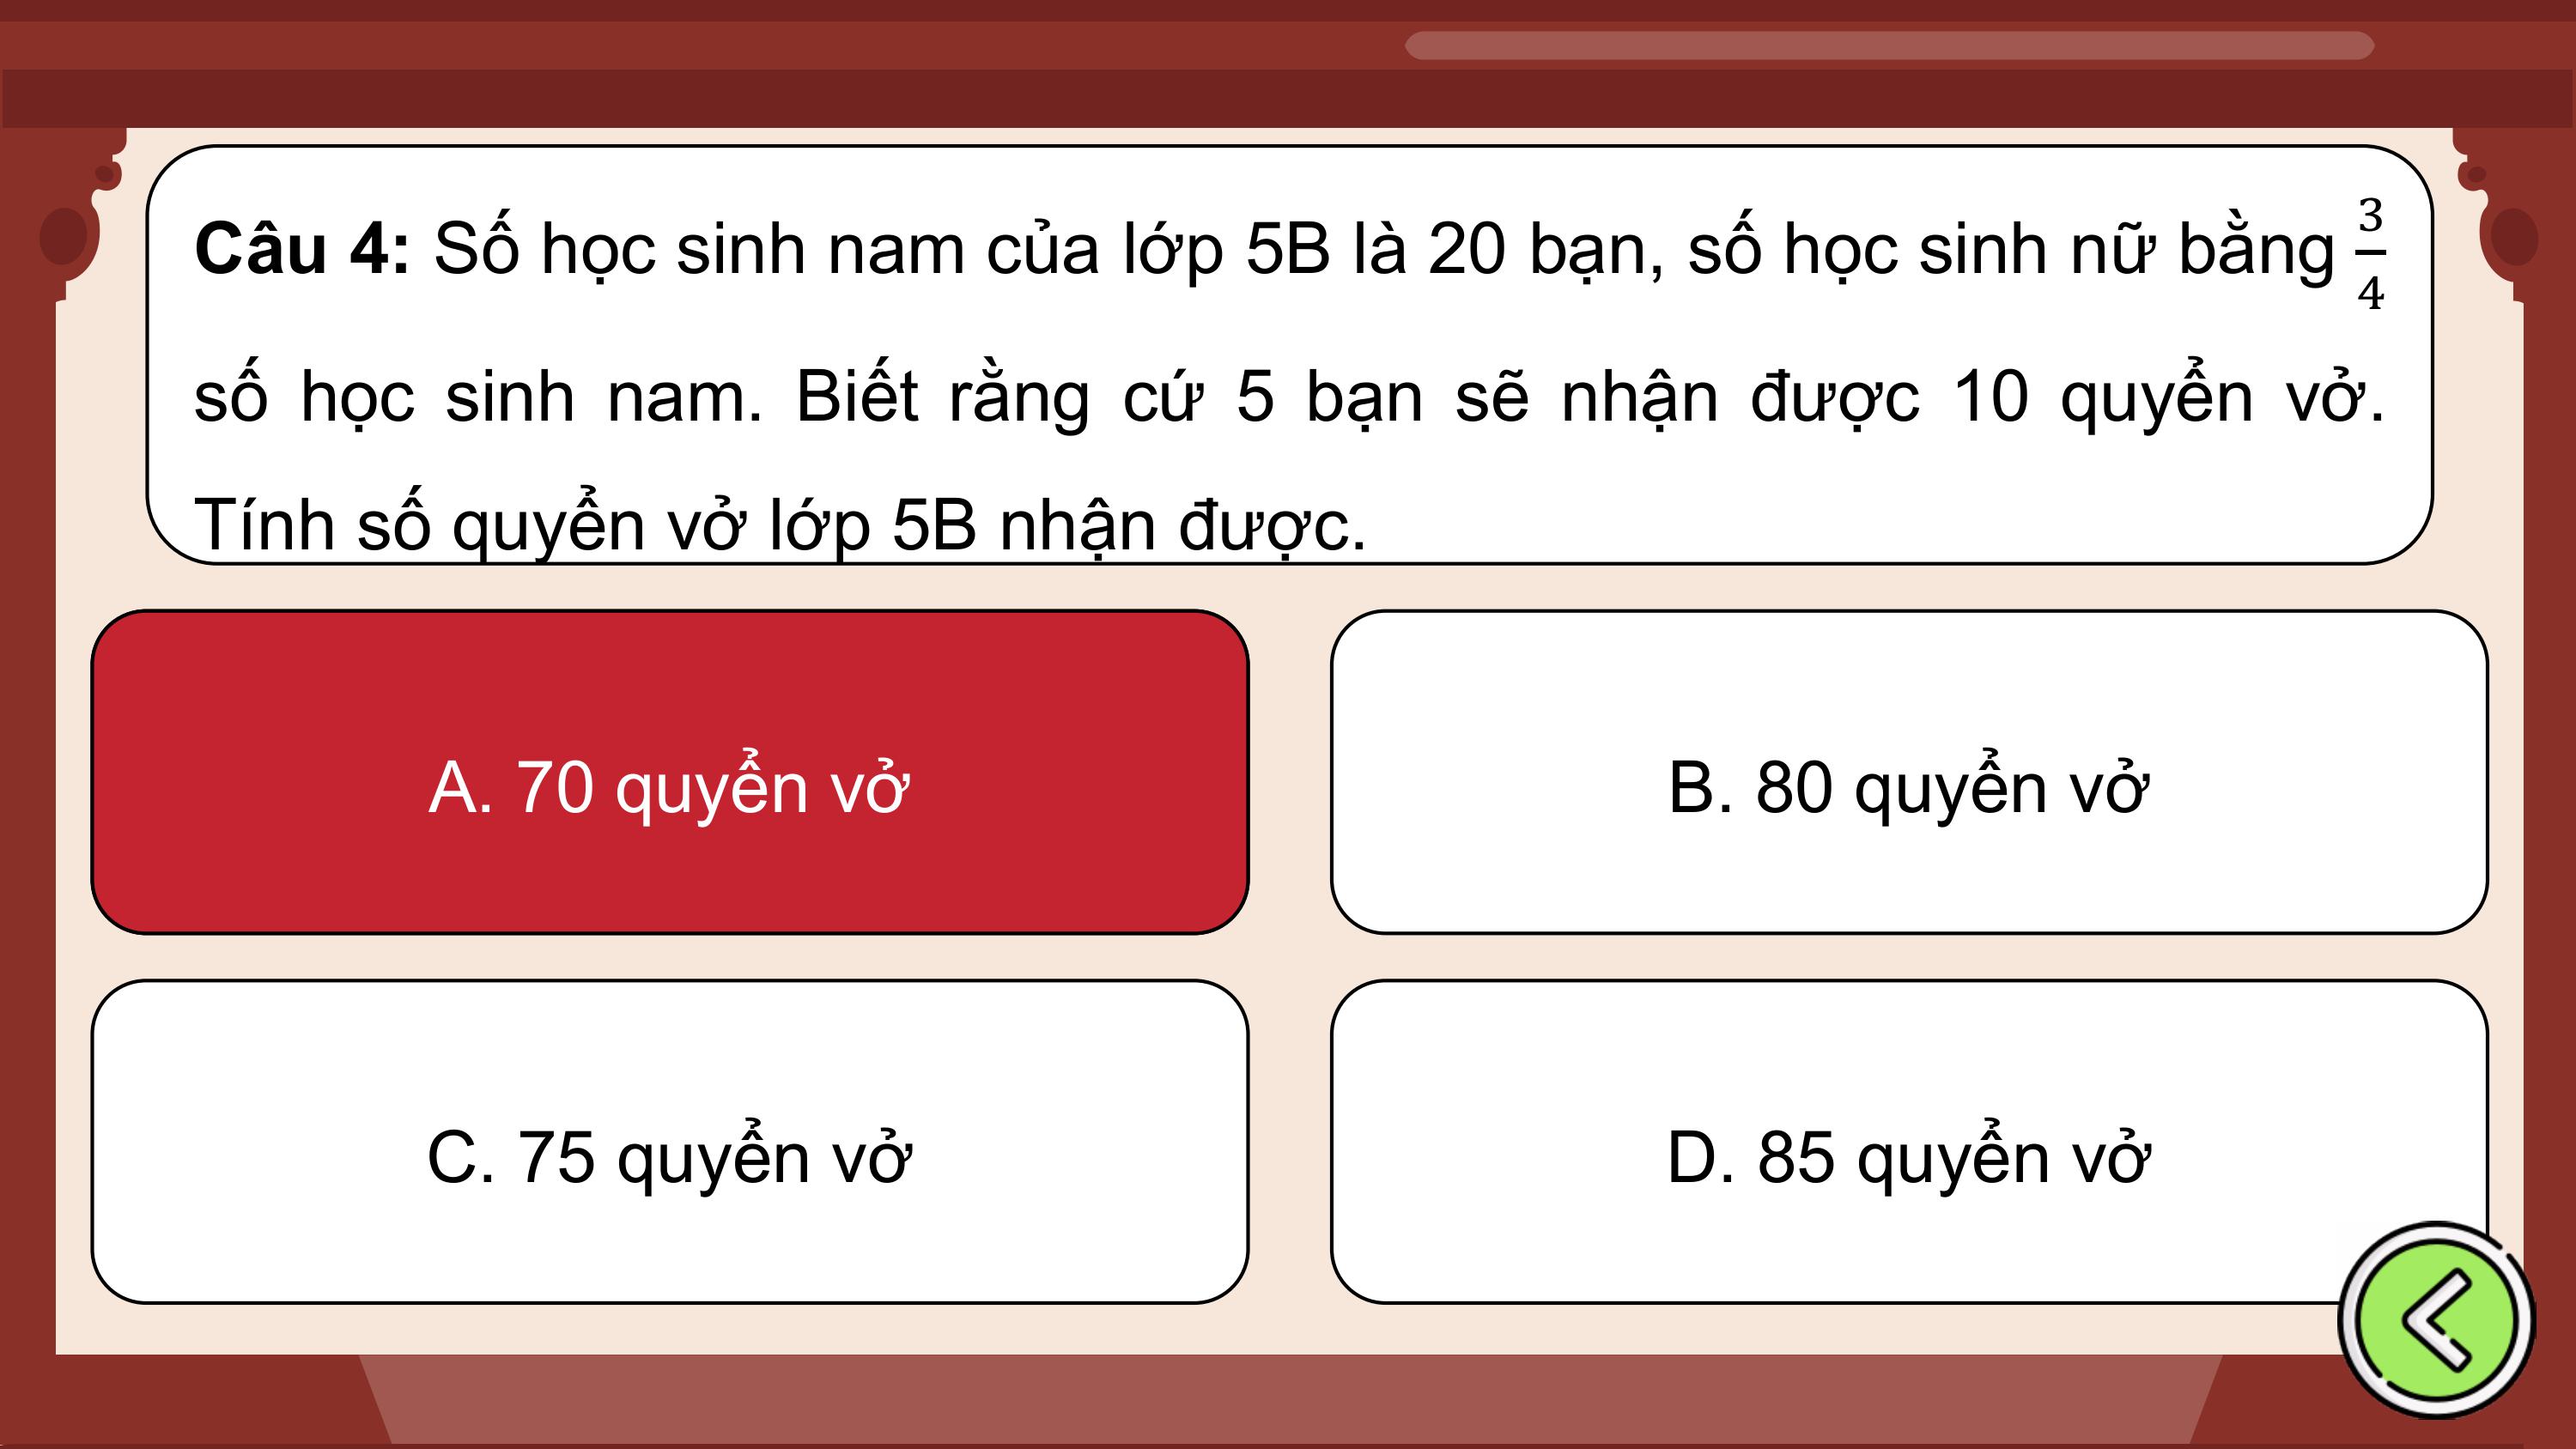 Câu 4: Số học sinh nam của lớp 5B là 20 bạn, số học sinh nữ bằng 3/4
số học sinh nam. Biết rằng cứ 5 bạn sẽ nhận được 10 quyển vở.
Tính số quyển vở lớp 5B nhận được.
A. 70 quyển vở
B. 80 quyển vở
C. 75 quyển vở
D. 85 quyển vở